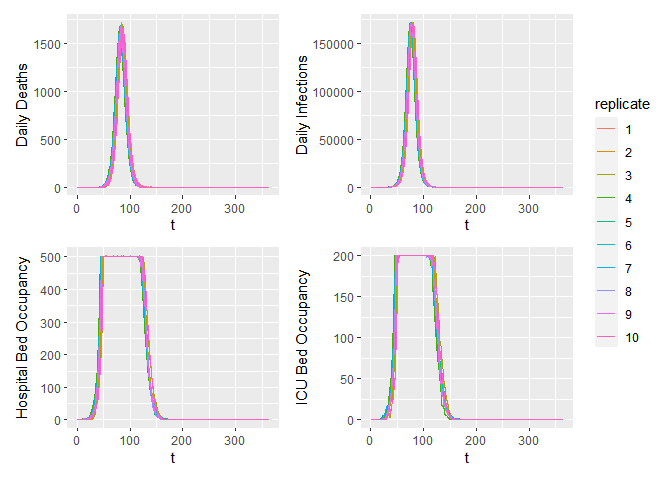 Daily Deaths
1500
1000
500
0
0 100 200 300
t
Daily Infections
150000
100000
50000
0
0 100 200 300
t
Hospital Bed Occupancy
500
400
300
200
100
0
0 100 200 300
t
ICU Bed Occupancy
200
150
100
50
0
0 100 200 300
t
replicate
1
2
3
4
5
6
7
8
9
10